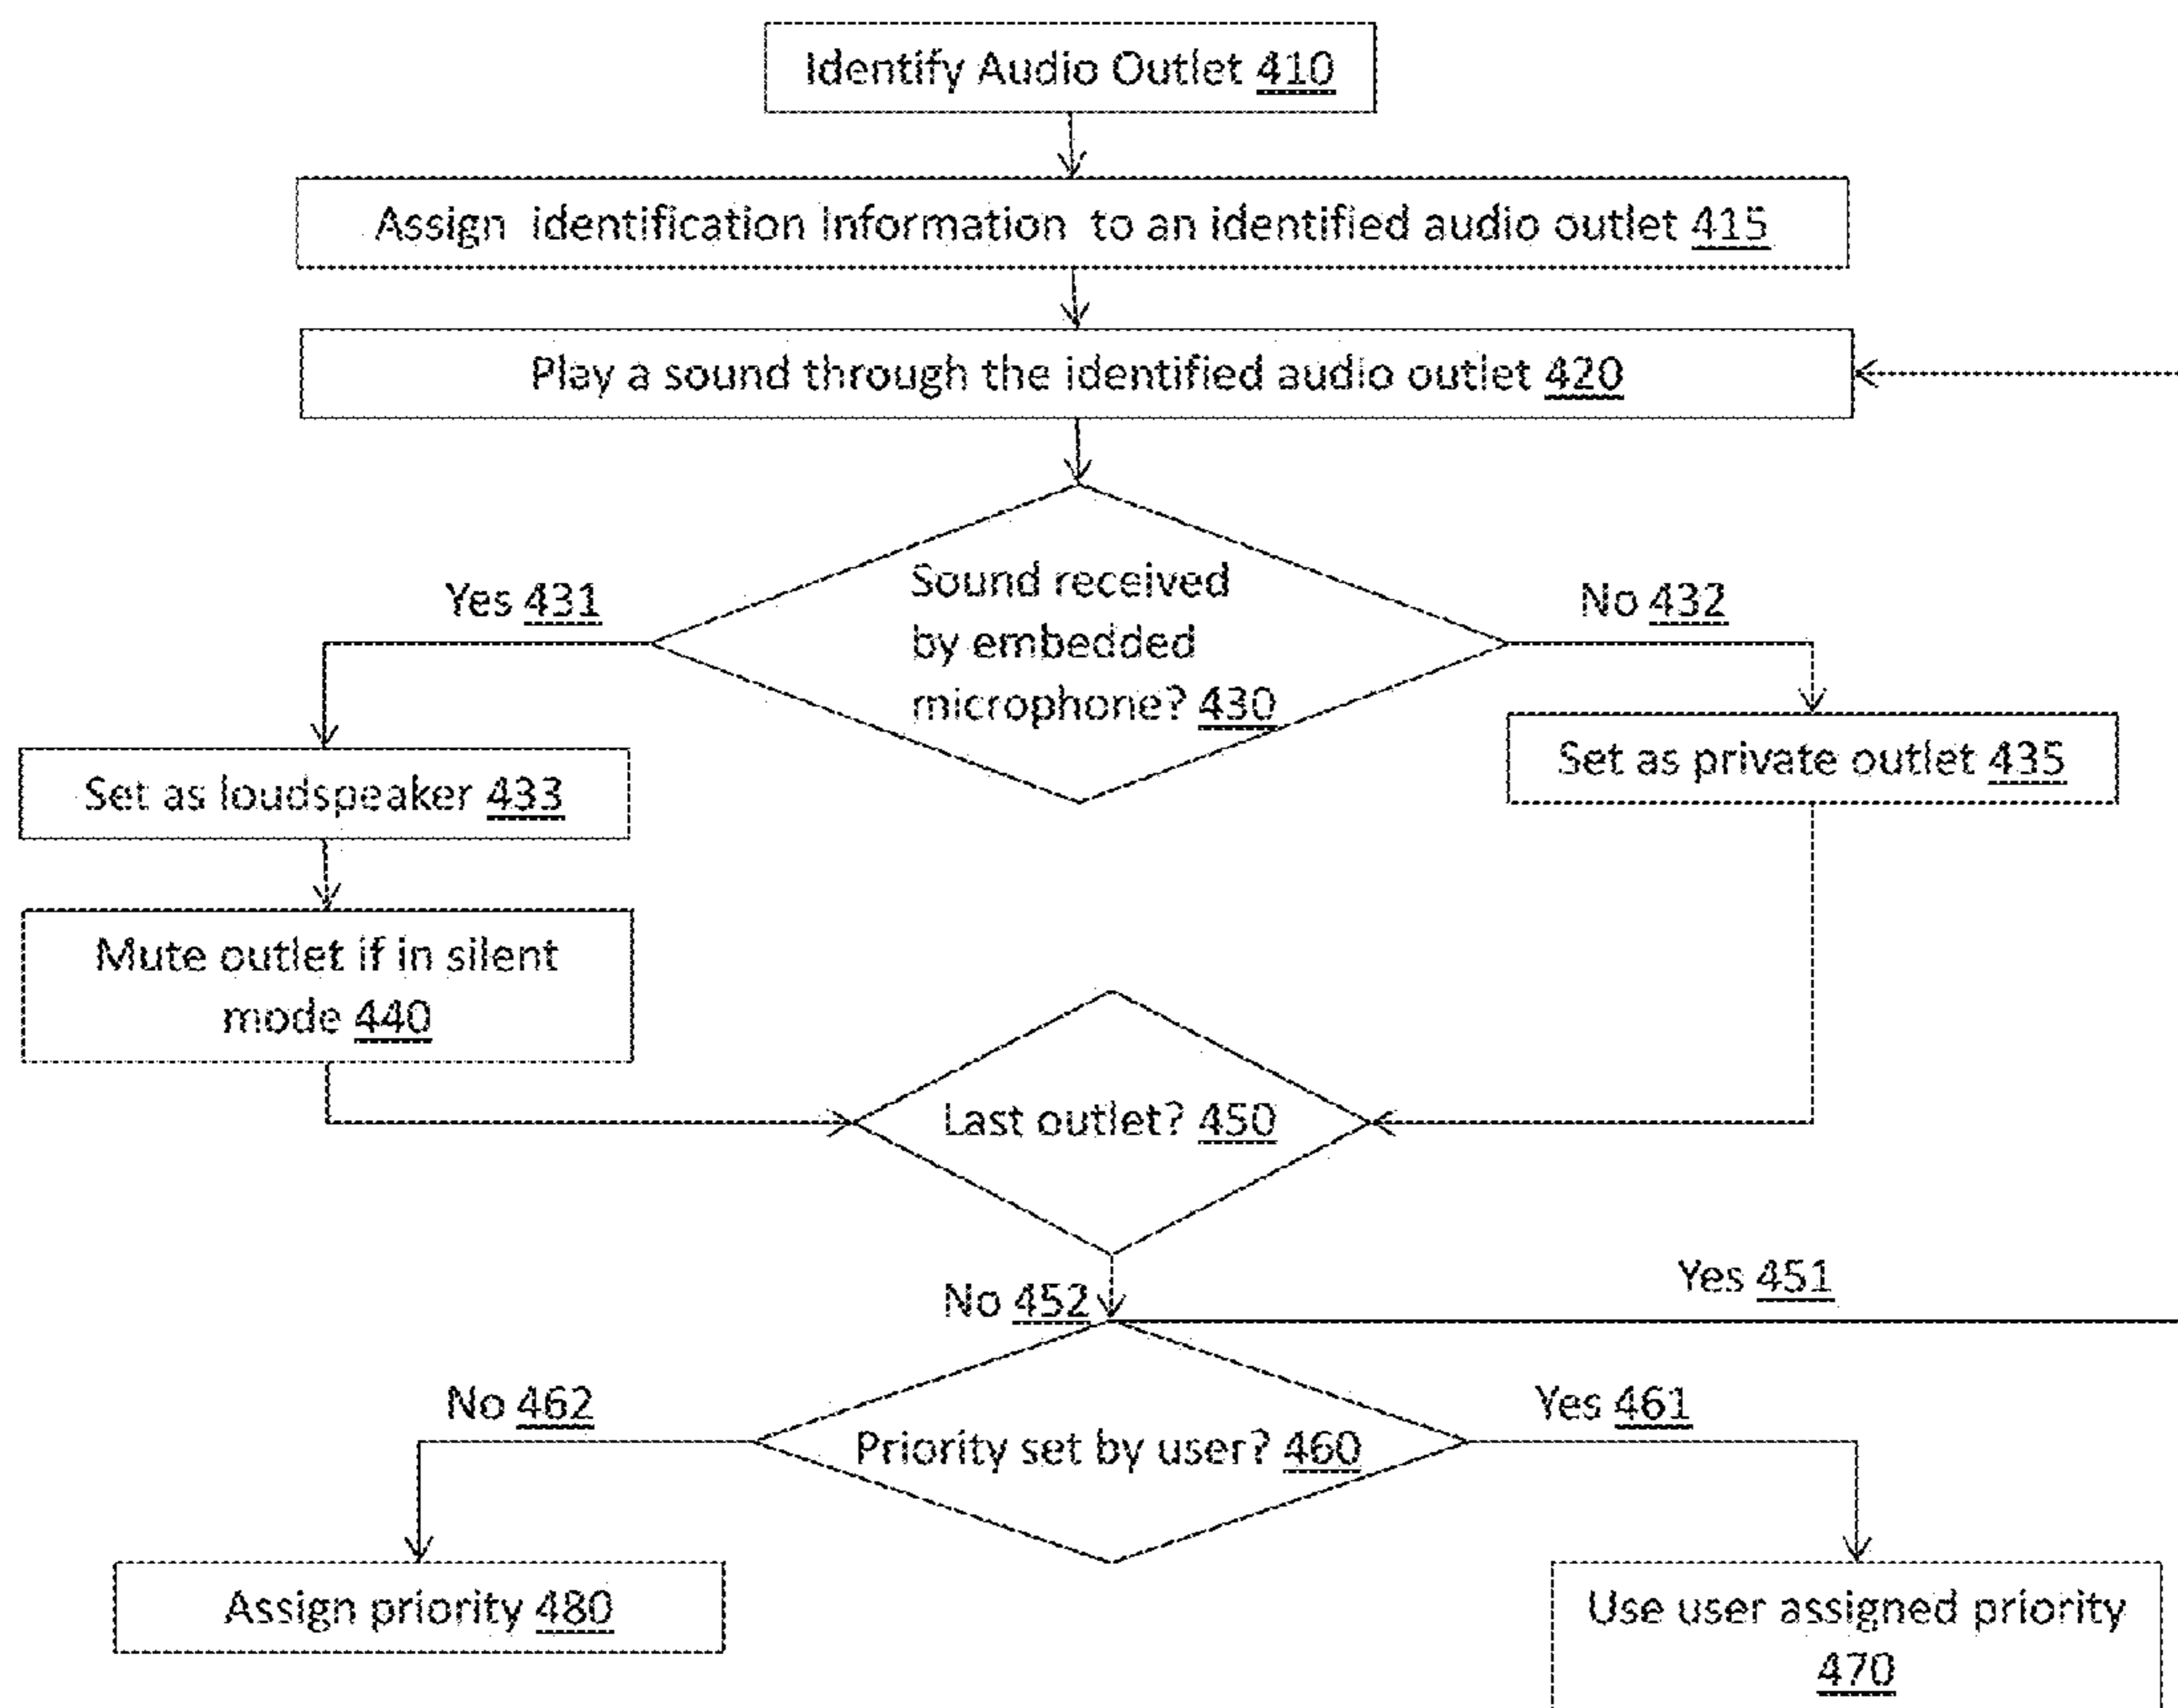 Identify Audio Outlet 410
Assign identification Information to an identified audio outlet 415
Play a sound through the identified audio outlet 420
Sound received
by embedded
microphone? 430
Yes 431
No 432
Set as loudspeaker 433
Set as private outlet 435
Mute outlet if in silent
mode 440
Last outlet? 450
No 452
Yes 451
Priority set by user? 460
No 462
Yes 461
Assign priority 480
Use user assigned priority
470